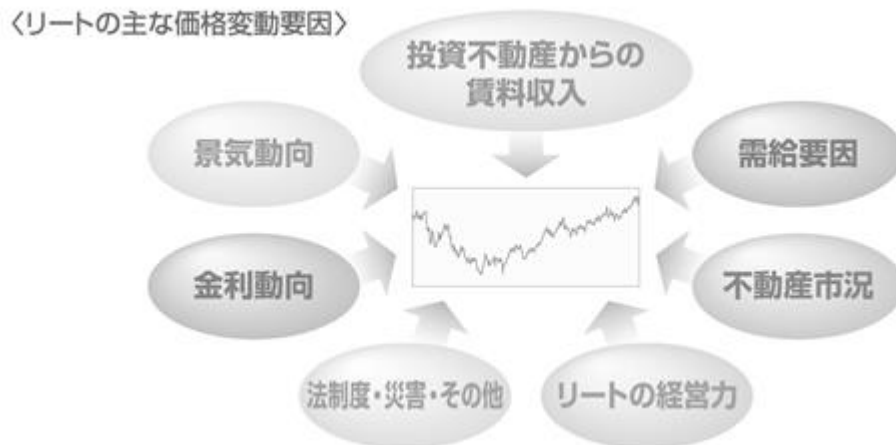 〈リートの主な価格変動要因〉
投資不動産からの
賃料収入
景気動向
需給要因
金利動向
不動産市況
法制度・災害・その他
リートの経営力